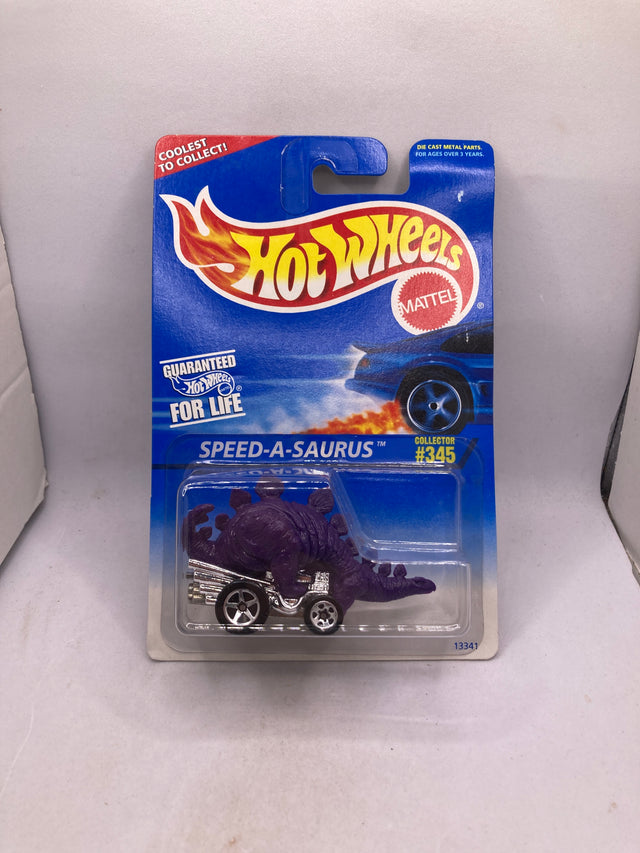 COOLEST
TO COLLECT!
DIE CAST METAL PARTS.
FOR AGES OVER 3 YEARS.
HOT WHEELS
MATTEL
®
GUARANTEED
HOT WHEELS
®
FOR LIFE
SPEED-A-SAURUS™
COLLECTOR
#345
13341